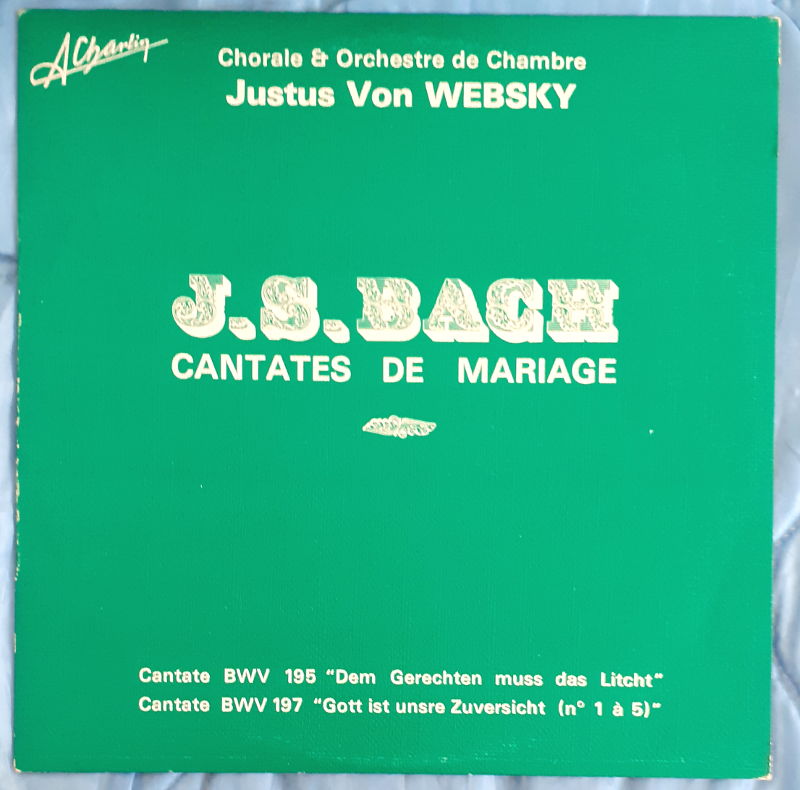 ACharlin
Chorale & Orchestre de Chambre
Justus Von WEBSKY
J.S. BACH
CANTATES DE MARIAGE
Cantate BWV 195 "Dem Gerechten muss das Litcht"
Cantate BWV 197 "Gott ist unsre Zuversicht (n° 1 à 5)"